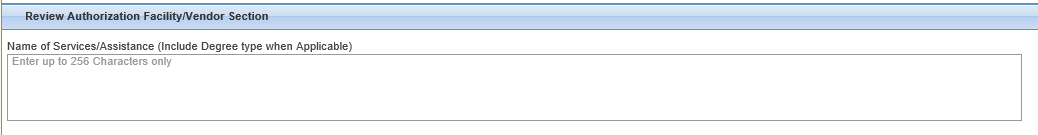 Review Authorization Facility/Vendor Section
Name of Services/Assistance (Include Degree type when Applicable)
Enter up to 256 Characters only